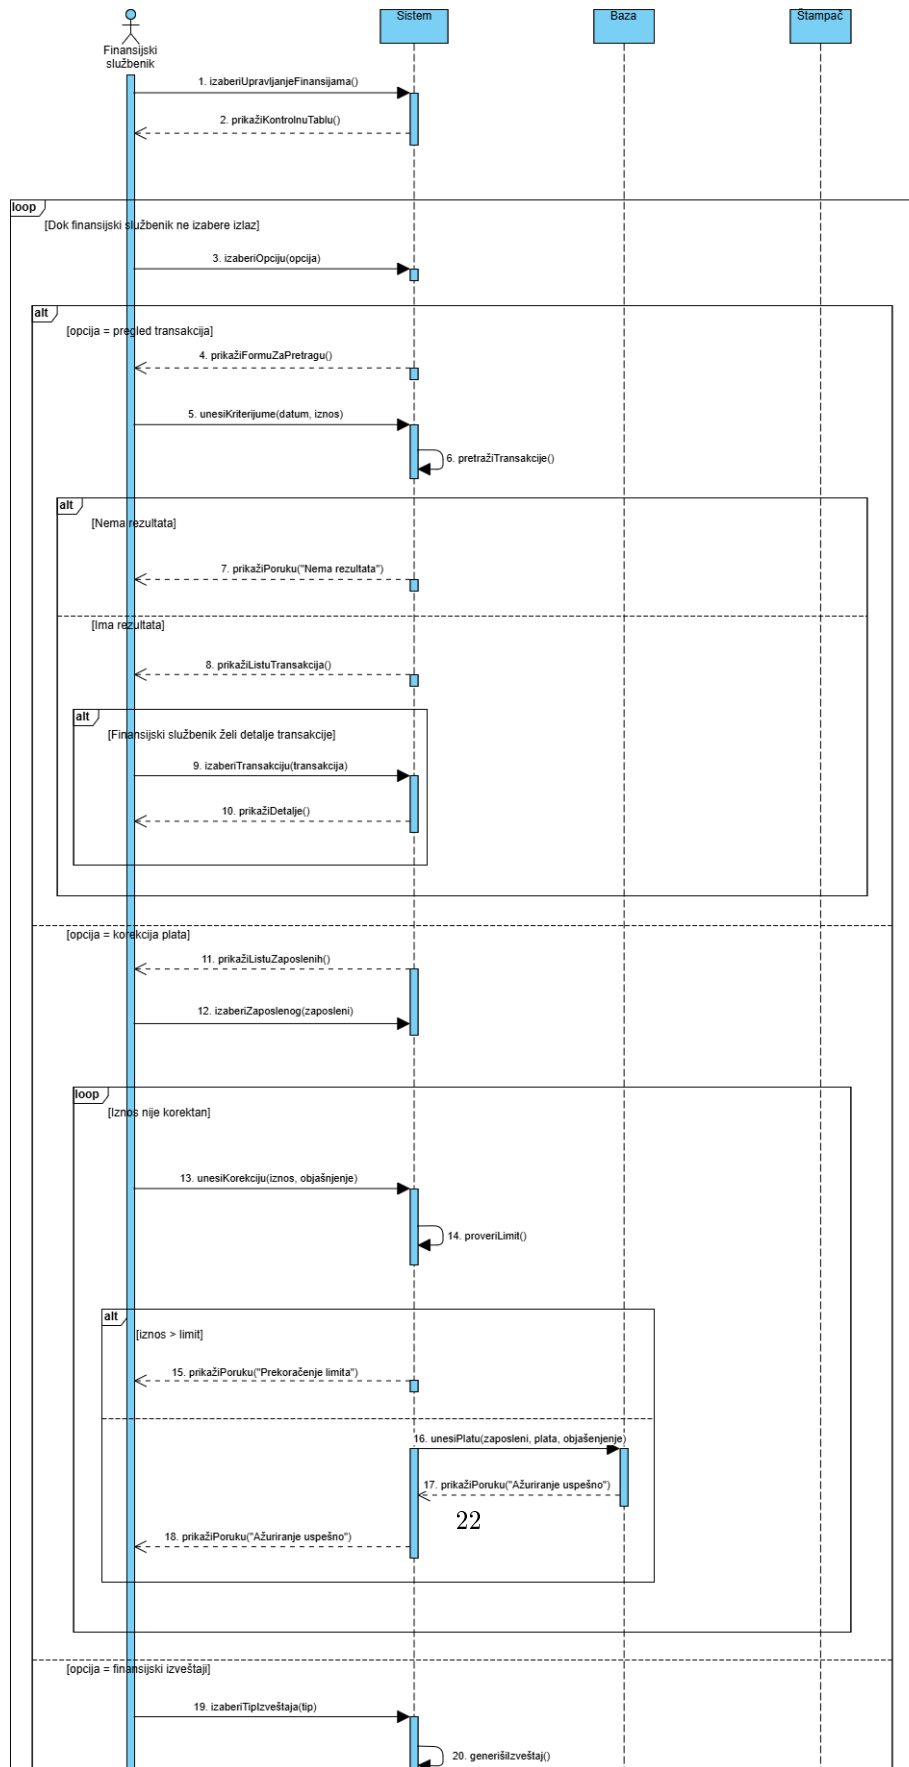 Sistem
Baza
Štampač
Finansijski
službenik
1. izaberiUpravljanjeFinansijama()
2. prikažiKontrolnuTablu()
loop
[Dok finansijski službenik ne izabere izlaz]
3. izaberiOpciju(opcija)
alt
[opcija = pregled transakcija]
4. prikažiFormuZaPretragu()
5. unesiKriterijume(datum, iznos)
6. pretražiTransakcije()
alt
[Nema rezultata]
7. prikažiPoruku("Nema rezultata")
[Ima rezultata]
8. prikažiListuTransakcija()
alt
[Finansijski službenik želi detalje transakcije]
9. izaberiTransakciju(transakcija)
10. prikažiDetalje()
[opcija = korekcija plata]
11. prikažiListuZaposlenih()
12. izaberiZaposlenog(zaposleni)
loop
[Iznos nije korektan]
13. unesiKorekciju(iznos, objašnjenje)
14. proveriLimit()
alt
[iznos > limit]
15. prikažiPoruku("Prekoračenje limita")
16. unesiPlatu(zaposleni, plata, objašenjenje)
17. prikažiPoruku("Ažuriranje uspešno")
22
18. prikažiPoruku("Ažuriranje uspešno")
[opcija = finansijski izveštaji]
19. izaberiTipIzveštaja(tip)
20. generišiIzveštaj()